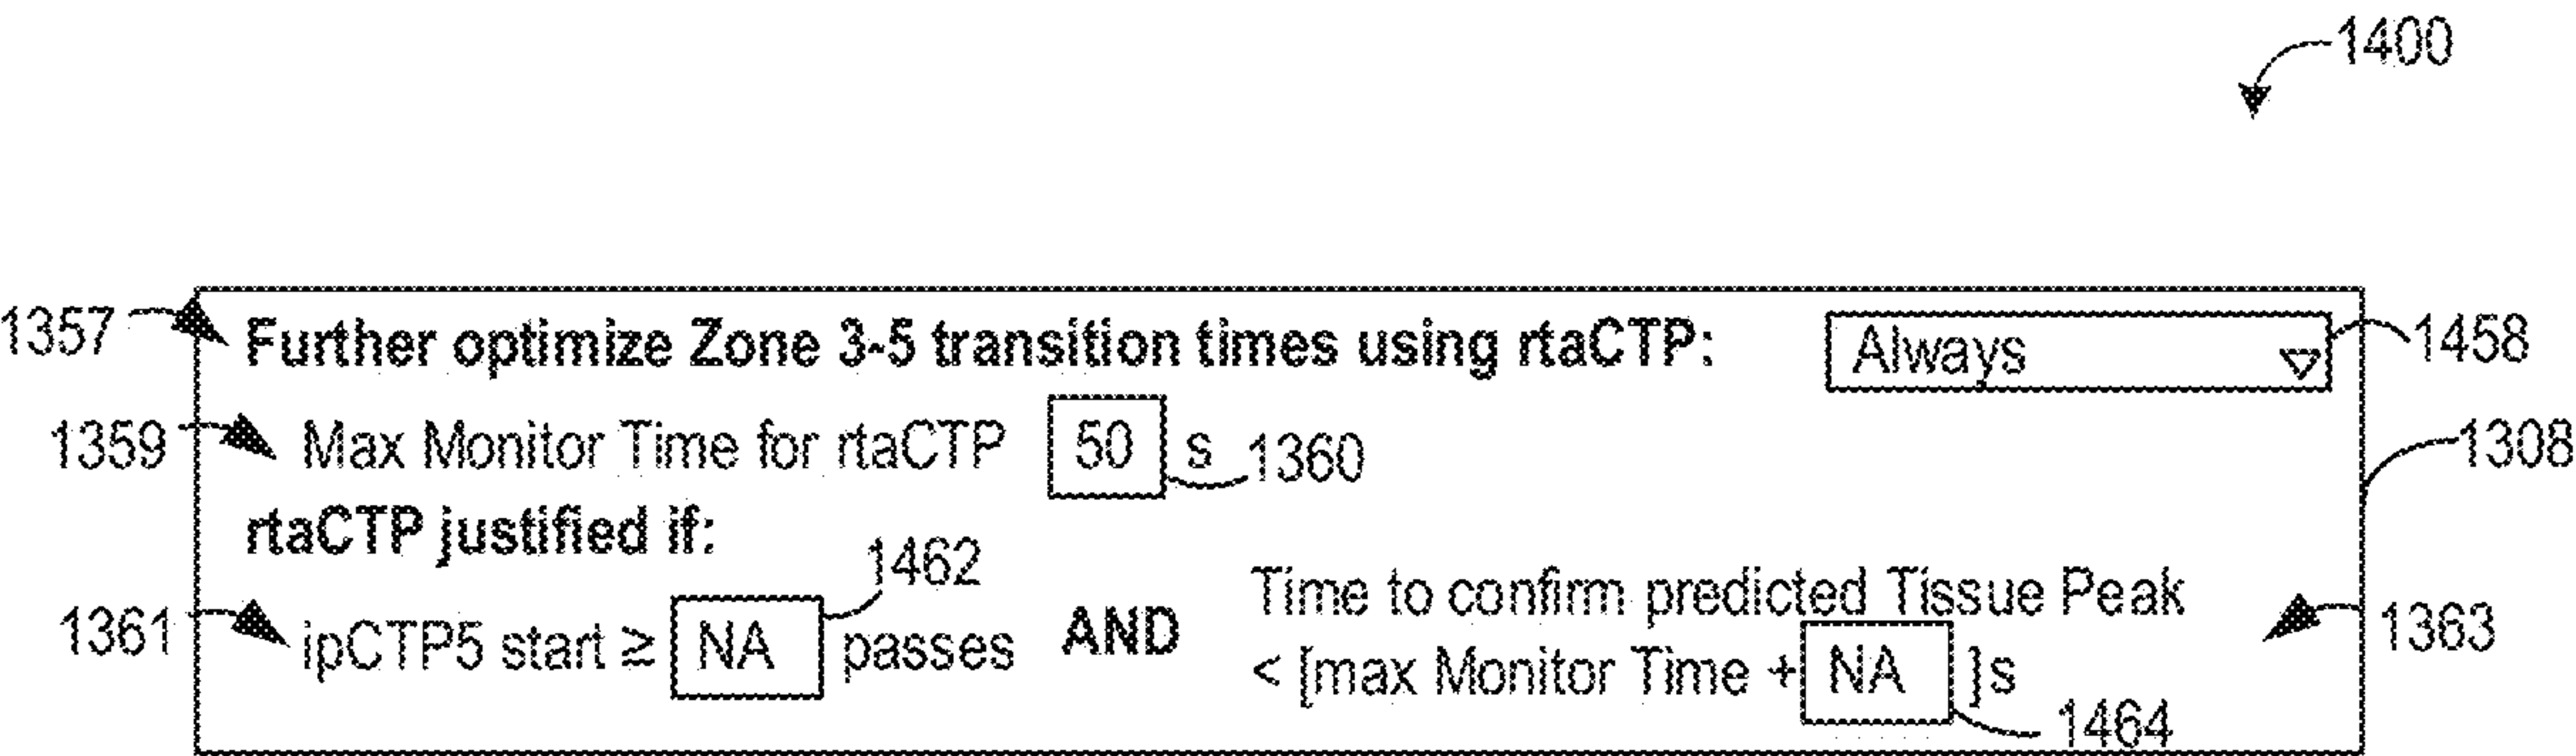 1400
1357 Further optimize Zone 3-5 transition times using rtaCTP: Always 1458
1359 Max Monitor Time for rtaCTP 50 s 1360 1308
rtaCTP justified if:
1462
1361 ipCTP5 start ≥ NA passes AND Time to confirm predicted Tissue Peak 1363
< [max Monitor Time + NA ]s
1464